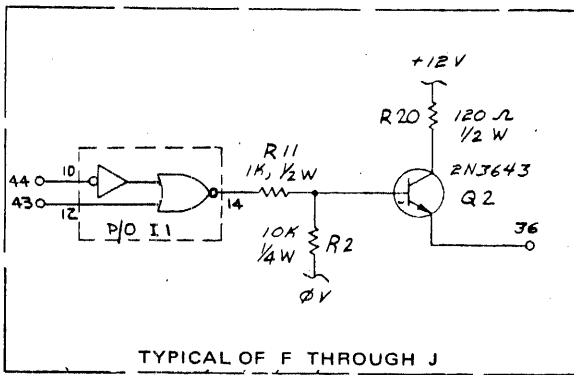 +12V
R20 120 Ω
1/2 W
R11
1K, 1/2W
2N3643
Q2
44 10
43 12
14
P/O I1
10K
1/4W
R2
36
ØV
TYPICAL OF F THROUGH J